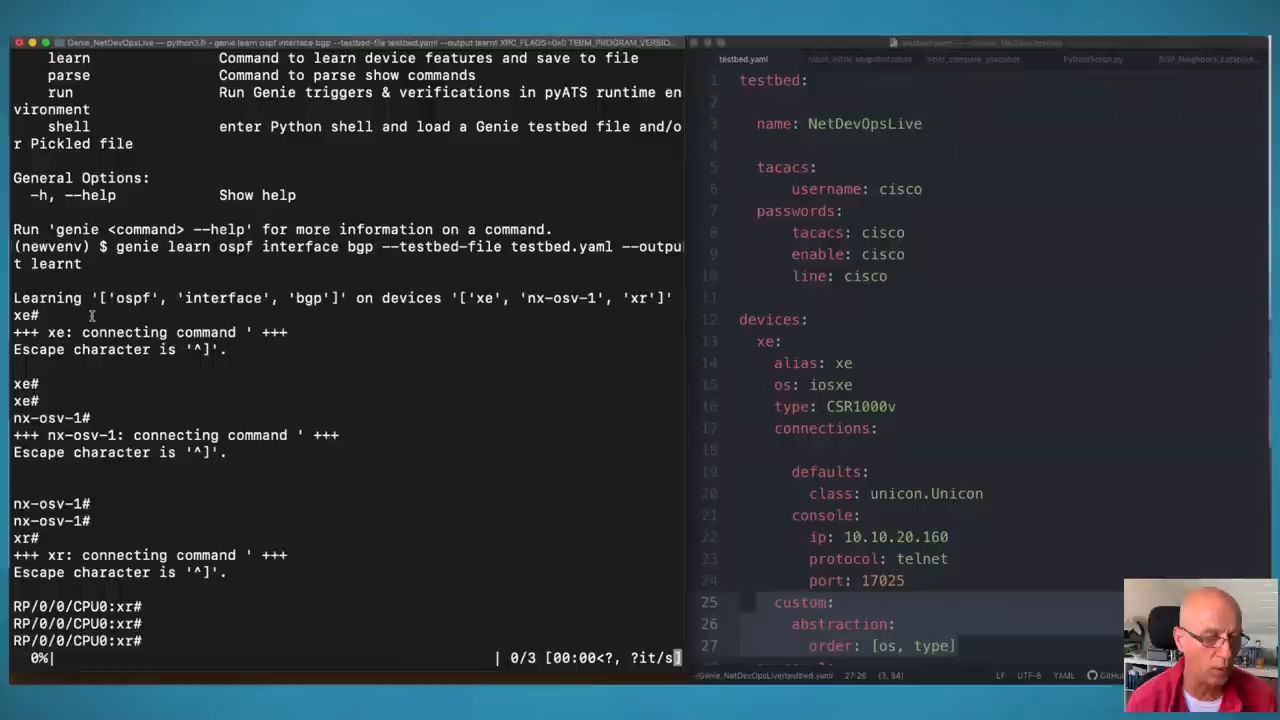 Genie_NetDevOpsLive — python3.8 - genie learn ospf interface bgp --testbed-file testbed.yaml --output learnt XPC_FLAGS=0x0 TERM_PROGRAM_VERSIO...
learn Command to learn device features and save to file
parse Command to parse show commands
run Run Genie triggers & verifications in pyATS runtime en
vironment
shell enter Python shell and load a Genie testbed file and/o
r Pickled file
General Options:
-h, --help Show help
Run 'genie <command> --help' for more information on a command.
(newvenv) $ genie learn ospf interface bgp --testbed-file testbed.yaml --outpu
t learnt
Learning '['ospf', 'interface', 'bgp']' on devices '['xe', 'nx-osv-1', 'xr']'
xe#
+++ xe: connecting command ' +++
Escape character is '^]'.
xe#
xe#
nx-osv-1#
+++ nx-osv-1: connecting command ' +++
Escape character is '^]'.
nx-osv-1#
nx-osv-1#
xr#
+++ xr: connecting command ' +++
Escape character is '^]'.
RP/0/0/CPU0:xr#
RP/0/0/CPU0:xr#
RP/0/0/CPU0:xr#
0%| | 0/3 [00:00<?, ?it/s]
testbed.yaml
PythonScript.py
1 testbed:
2
3 name: NetDevOpsLive
4
5 tacacs:
6 username: cisco
7 passwords:
8 tacacs: cisco
9 enable: cisco
10 line: cisco
11
12 devices:
13 xe:
14 alias: xe
15 os: iosxe
16 type: CSR1000v
17 connections:
18
19 defaults:
20 class: unicon.Unicon
21 console:
22 ip: 10.10.20.160
23 protocol: telnet
24 port: 17025
25 custom:
26 abstraction:
27 order: [os, type]
~/Genie_NetDevOpsLive/testbed.yaml 27:26 (3, 54) LF UTF-8 YAML GitHu